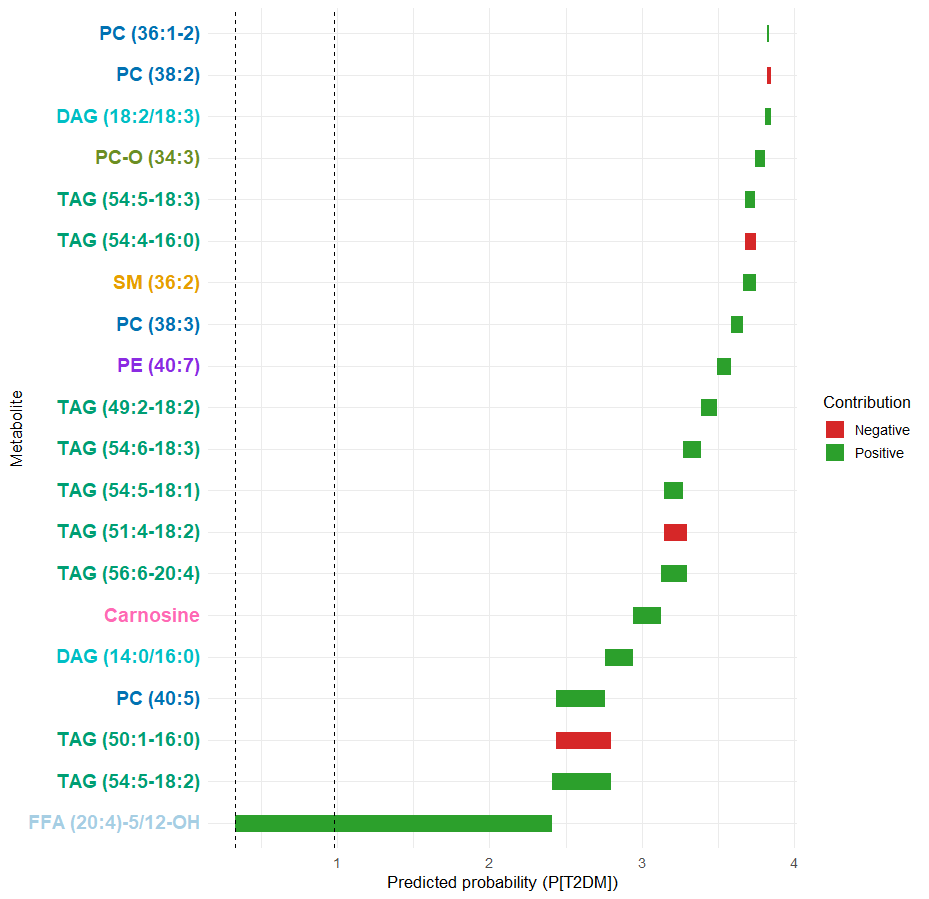 PC (36:1-2)
PC (38:2)
DAG (18:2/18:3)
PC-O (34:3)
TAG (54:5-18:3)
TAG (54:4-16:0)
SM (36:2)
PC (38:3)
PE (40:7)
TAG (49:2-18:2)
TAG (54:6-18:3)
TAG (54:5-18:1)
TAG (51:4-18:2)
TAG (56:6-20:4)
Carnosine
DAG (14:0/16:0)
PC (40:5)
TAG (50:1-16:0)
TAG (54:5-18:2)
FFA (20:4)-5/12-OH
Metabolite
1 2 3 4
Predicted probability (P[T2DM])
Contribution
Negative
Positive